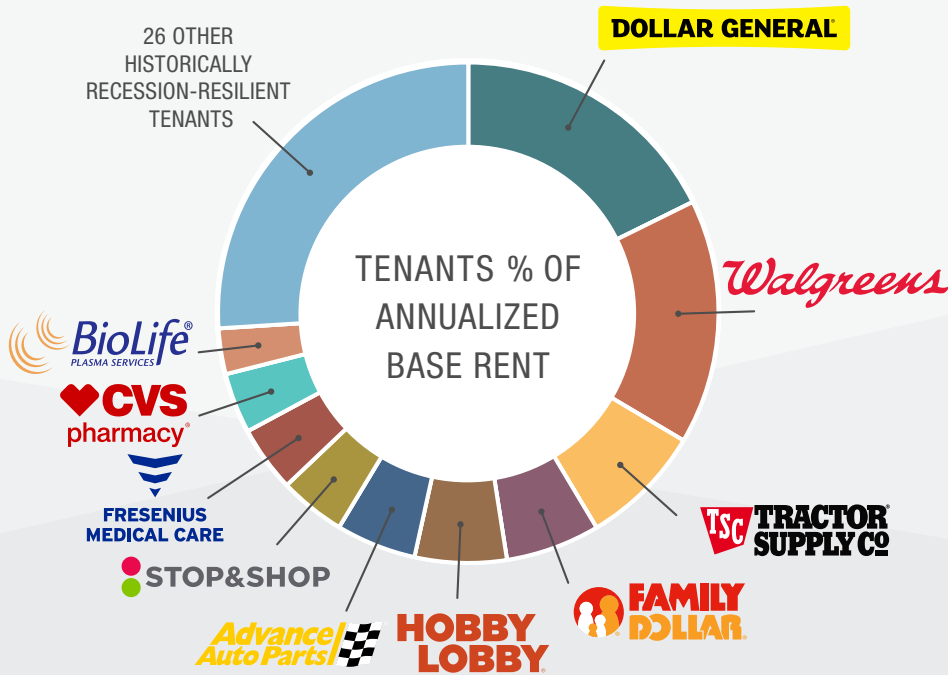 26 OTHER
HISTORICALLY
RECESSION-RESILIENT
TENANTS
DOLLAR GENERAL
TENANTS % OF
ANNUALIZED
BASE RENT
Walgreens
BioLife®
PLASMA SERVICES
CVS
pharmacy®
FRESENIUS
MEDICAL CARE
STOP&SHOP
Advance
Auto Parts
HOBBY
LOBBY
FAMILY
DOLLAR
TSC
TRACTOR
SUPPLY CO